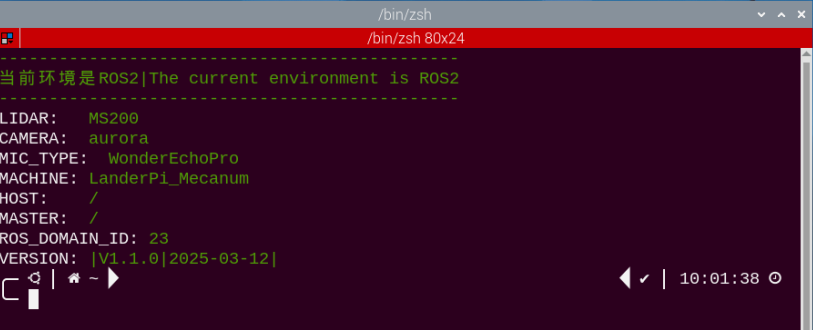 /bin/zsh
/bin/zsh 80x24
----------------------------------------------
当前环境是ROS2|The current environment is ROS2
----------------------------------------------
LIDAR: MS200
CAMERA: aurora
MIC_TYPE: WonderEchoPro
MACHINE: LanderPi_Mecanum
HOST: /
MASTER: /
ROS_DOMAIN_ID: 23
VERSION: |V1.1.0|2025-03-12|
| ~ ✔ | 10:01:38